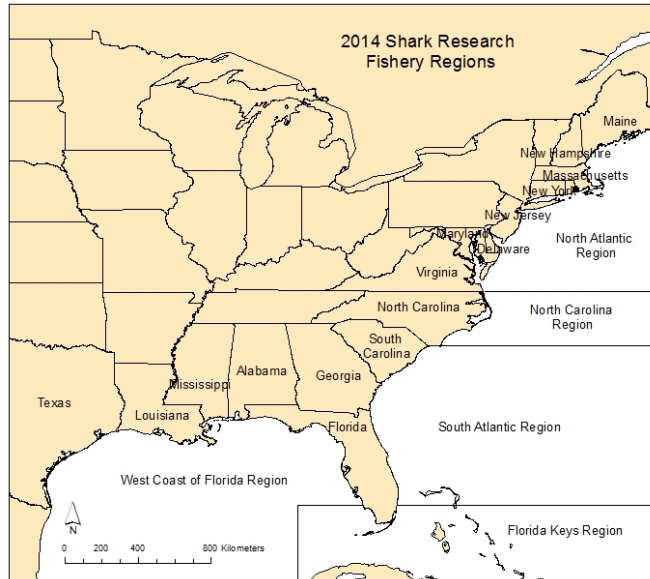 2014 Shark Research
Fishery Regions
Maine
New Hampshire
Massachusetts
New York
New Jersey
Maryland
Delaware
North Atlantic
Region
Virginia
North Carolina
North Carolina
Region
South
Carolina
Alabama
Georgia
Mississippi
Texas
Louisiana
Florida
South Atlantic Region
West Coast of Florida Region
Florida Keys Region
N
0 200 400 800 Kilometers